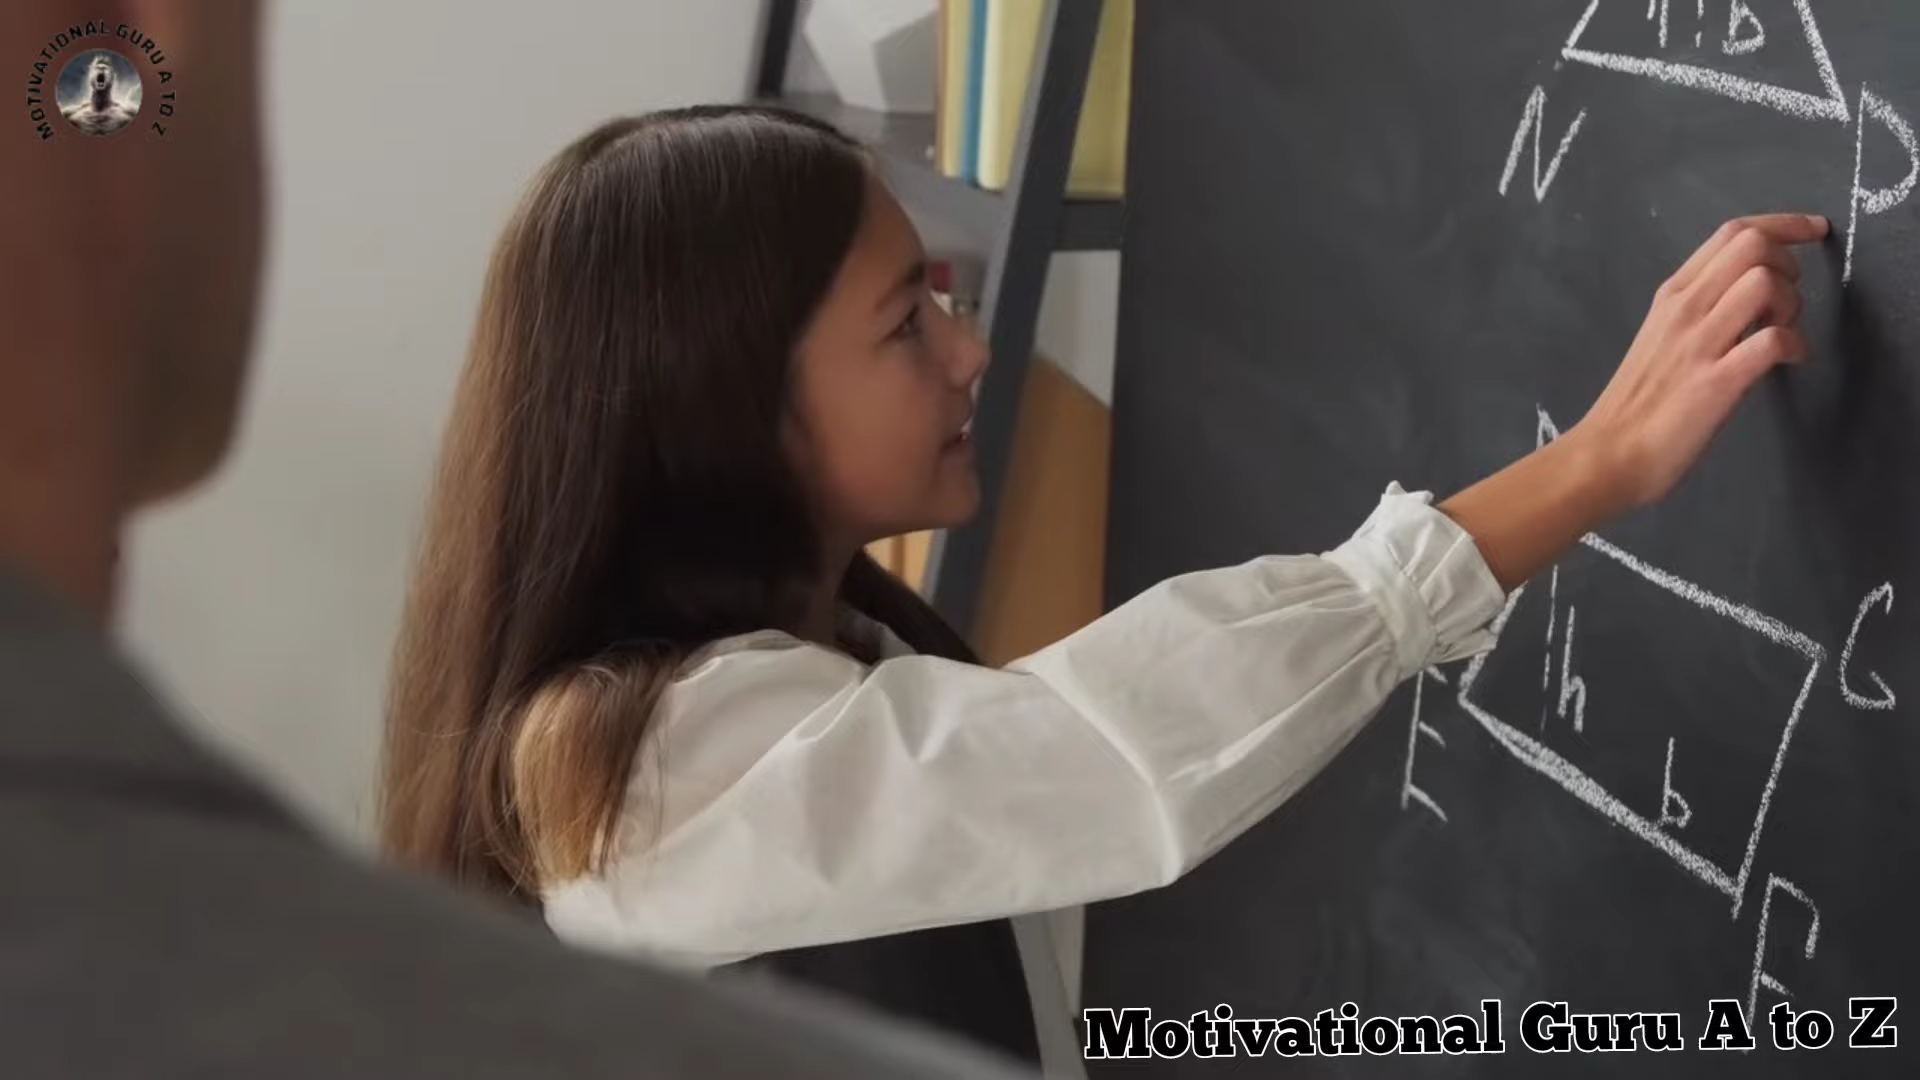 MOTIVATIONAL GURU A TO Z
h b
N
P
h
G
E
b
F
Motivational Guru A to Z